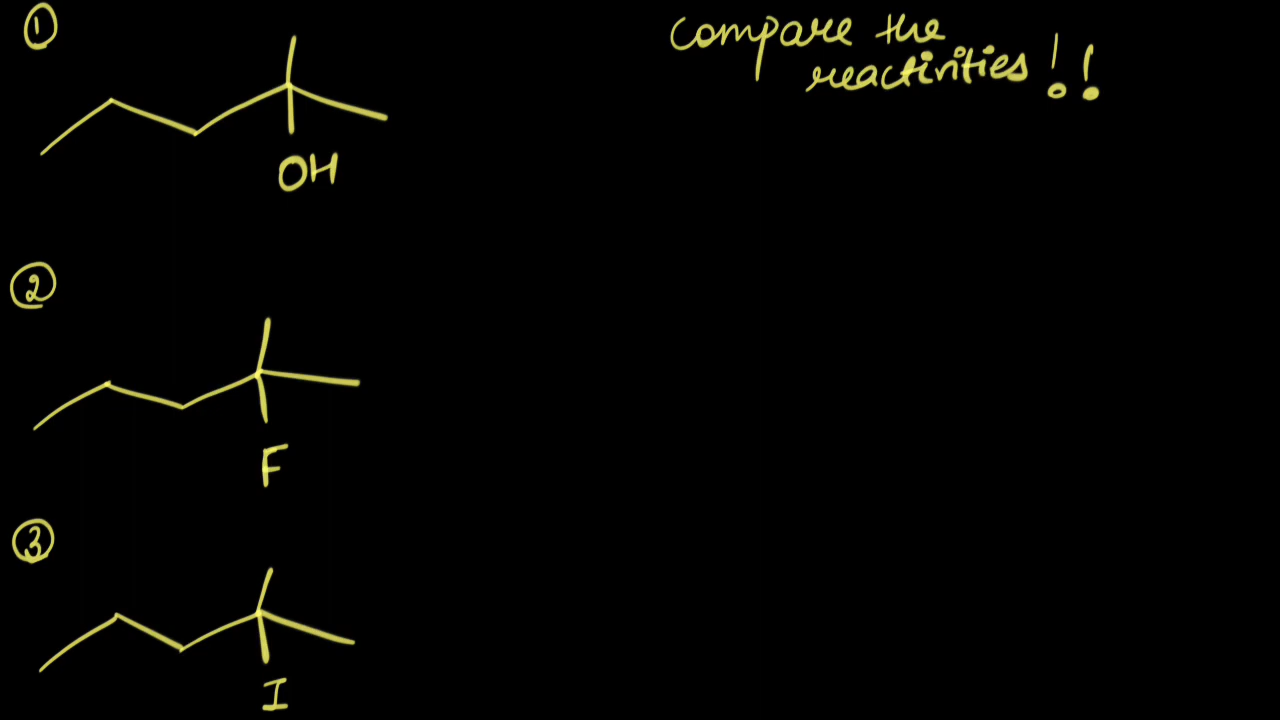 ①
compare the
reactivities!!
OH
②
F
③
I